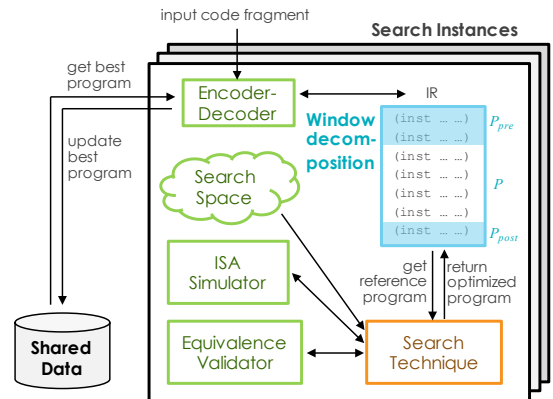 input code fragment
Search Instances
get best
program
Encoder-
Decoder
IR
Window
decom-
position
(inst … …)
(inst … …)
(inst … …)
(inst … …)
(inst … …)
(inst … …)
(inst … …)
P_pre
P
P_post
update
best
program
Search
Space
ISA
Simulator
get
reference
program
return
optimized
program
Equivalence
Validator
Search
Technique
Shared
Data